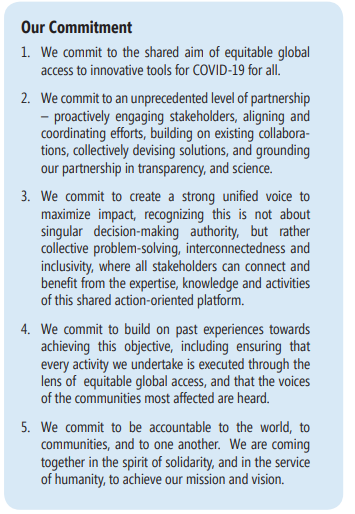 Our Commitment
1. We commit to the shared aim of equitable global
access to innovative tools for COVID-19 for all.
2. We commit to an unprecedented level of partnership
– proactively engaging stakeholders, aligning and
coordinating efforts, building on existing collabora-
tions, collectively devising solutions, and grounding
our partnership in transparency, and science.
3. We commit to create a strong unified voice to
maximize impact, recognizing this is not about
singular decision-making authority, but rather
collective problem-solving, interconnectedness and
inclusivity, where all stakeholders can connect and
benefit from the expertise, knowledge and activities
of this shared action-oriented platform.
4. We commit to build on past experiences towards
achieving this objective, including ensuring that
every activity we undertake is executed through the
lens of equitable global access, and that the voices
of the communities most affected are heard.
5. We commit to be accountable to the world, to
communities, and to one another. We are coming
together in the spirit of solidarity, and in the service
of humanity, to achieve our mission and vision.